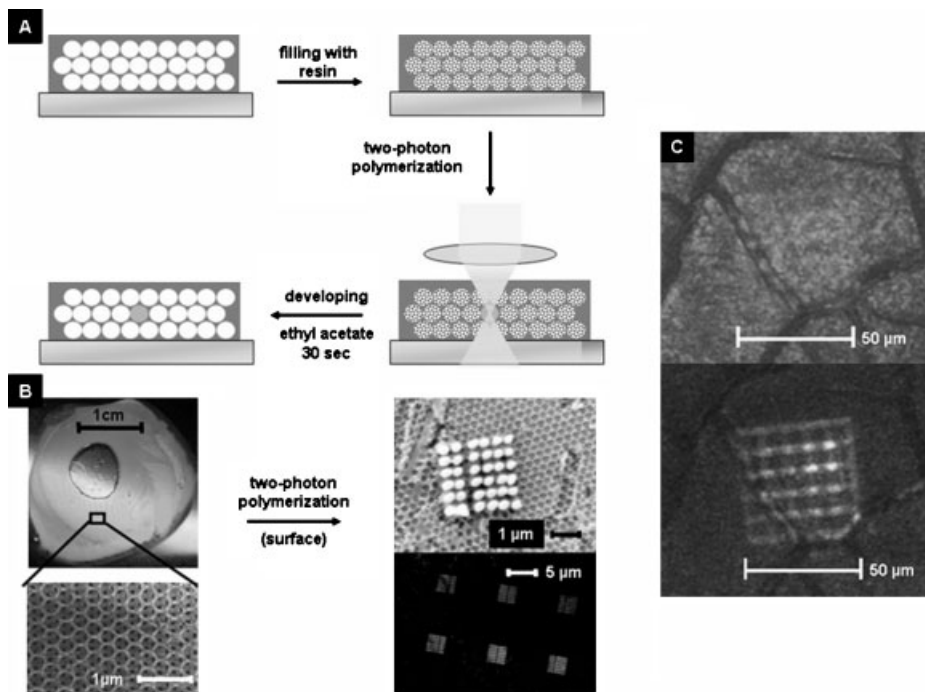 A
filling with
resin
two-photon
polymerization
developing
ethyl acetate
30 sec
B
1cm
1µm
two-photon
polymerization
(surface)
1 µm
5 µm
C
50 µm
50 µm